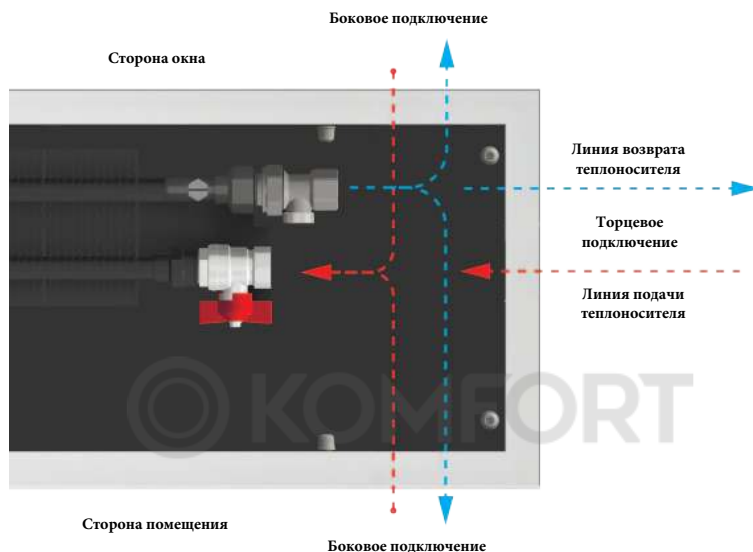 Боковое подключение
Сторона окна
Линия возврата
теплоносителя
Торцевое
подключение
Линия подачи
теплоносителя
KOMFORT
Сторона помещения
Боковое подключение